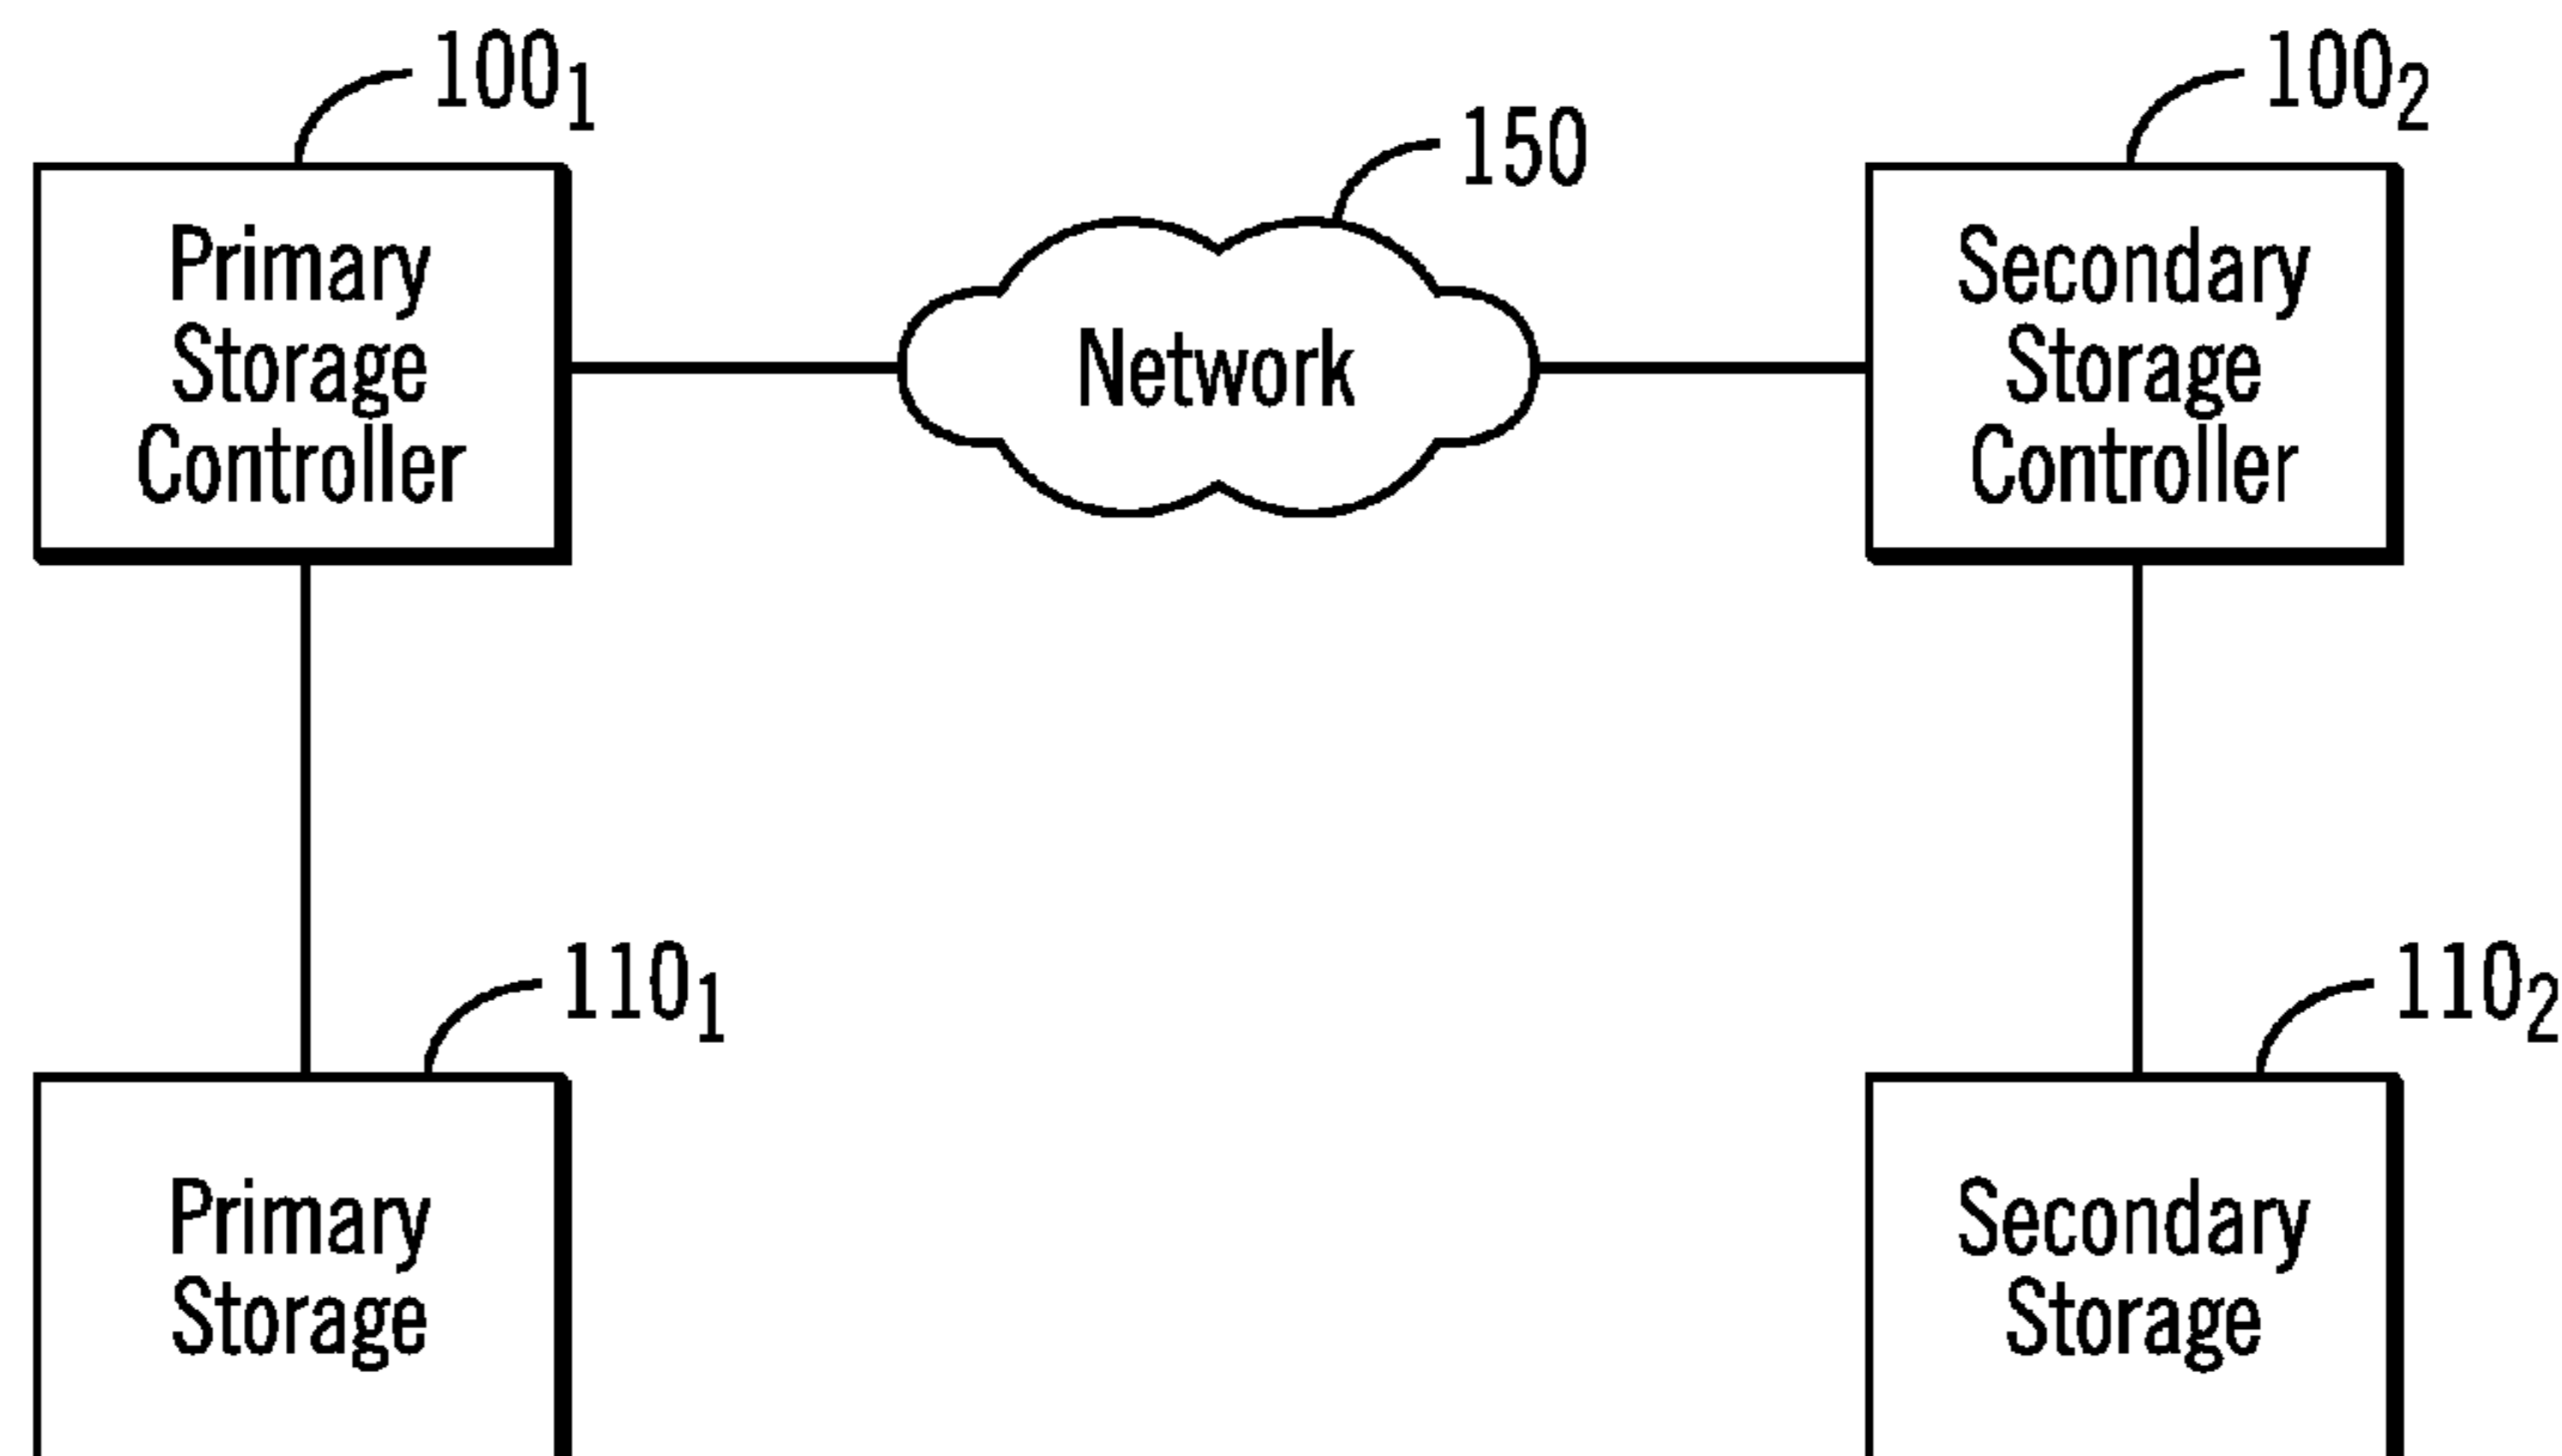 100₁
100₂
150
Primary
Storage
Controller
Network
Secondary
Storage
Controller
110₁
110₂
Primary
Storage
Secondary
Storage